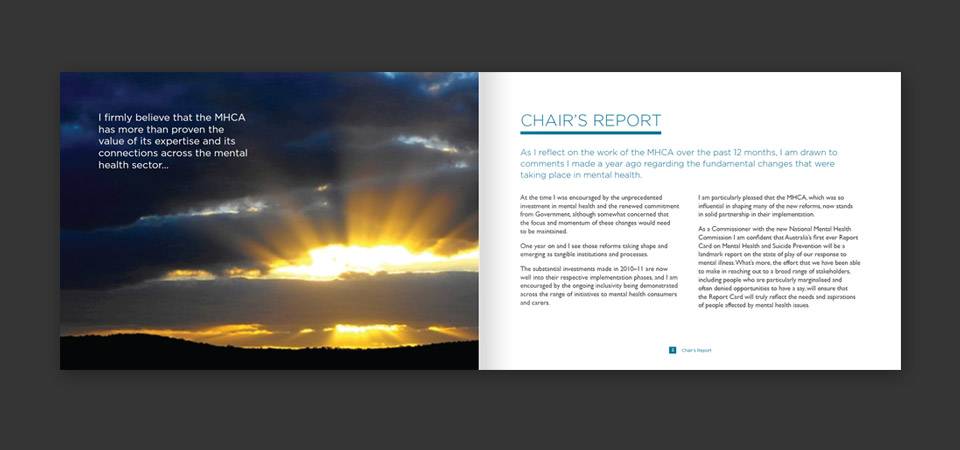 I firmly believe that the MHCA
has more than proven the
value of its expertise and its
connections across the mental
health sector...
CHAIR'S REPORT
As I reflect on the work of the MHCA over the past 12 months, I am drawn to
comments I made a year ago regarding the fundamental changes that were
taking place in mental health.
At the time I was encouraged by the unprecedented
investment in mental health and the renewed commitment
from Government, although somewhat concerned that
the focus and momentum of these changes would need
to be maintained.
One year on and I see those reforms taking shape and
emerging as tangible institutions and processes.
The substantial investments made in 2010–11 are now
well into their respective implementation phases, and I am
encouraged by the ongoing inclusivity being demonstrated
across the range of initiatives to mental health consumers
and carers.
I am particularly pleased that the MHCA, which was so
influential in shaping many of the new reforms, now stands
in solid partnership in their implementation.
As a Commissioner with the new National Mental Health
Commission I am confident that Australia's first ever Report
Card on Mental Health and Suicide Prevention will be a
landmark report on the state of play of our response to
mental illness. What's more, the effort that we have been able
to make in reaching out to a broad range of stakeholders,
including people who are particularly marginalised and
often denied opportunities to have a say, will ensure that
the Report Card will truly reflect the needs and aspirations
of people affected by mental health issues.
Chair's Report